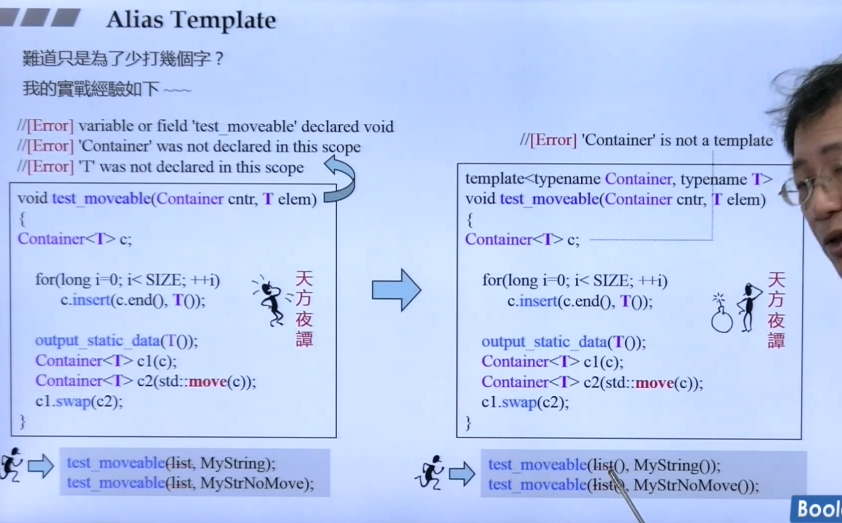 Alias Template
難道只是為了少打幾個字？
我的實戰經驗如下 ~~~
//[Error] variable or field 'test_moveable' declared void
//[Error] 'Container' was not declared in this scope
//[Error] 'T' was not declared in this scope
void test_moveable(Container cntr, T elem)
{
Container<T> c;
for(long i=0; i< SIZE; ++i)
c.insert(c.end(), T());
output_static_data(T());
Container<T> c1(c);
Container<T> c2(std::move(c));
c1.swap(c2);
}
天方夜譚
test_moveable(list, MyString);
test_moveable(list, MyStrNoMove);
//[Error] 'Container' is not a template
template<typename Container, typename T>
void test_moveable(Container cntr, T elem)
{
Container<T> c;
for(long i=0; i< SIZE; ++i)
c.insert(c.end(), T());
output_static_data(T());
Container<T> c1(c);
Container<T> c2(std::move(c));
c1.swap(c2);
}
天方夜譚
test_moveable(list(), MyString());
test_moveable(list(), MyStrNoMove());